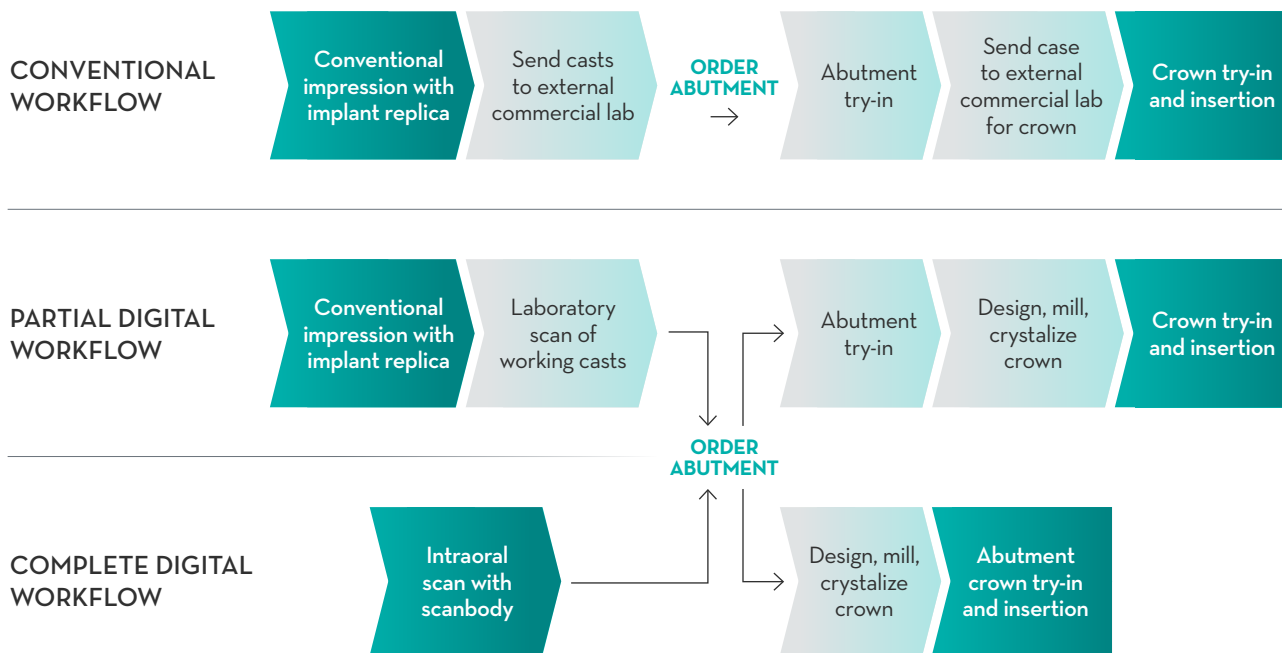 CONVENTIONAL
WORKFLOW
Conventional
impression with
implant replica
Send casts
to external
commercial lab
ORDER
ABUTMENT
Abutment
try-in
Send case
to external
commercial lab
for crown
Crown try-in
and insertion
PARTIAL DIGITAL
WORKFLOW
Conventional
impression with
implant replica
Laboratory
scan of
working casts
Abutment
try-in
Design, mill,
crystalize
crown
Crown try-in
and insertion
ORDER
ABUTMENT
COMPLETE DIGITAL
WORKFLOW
Intraoral
scan with
scanbody
Design, mill,
crystalize
crown
Abutment
crown try-in
and insertion